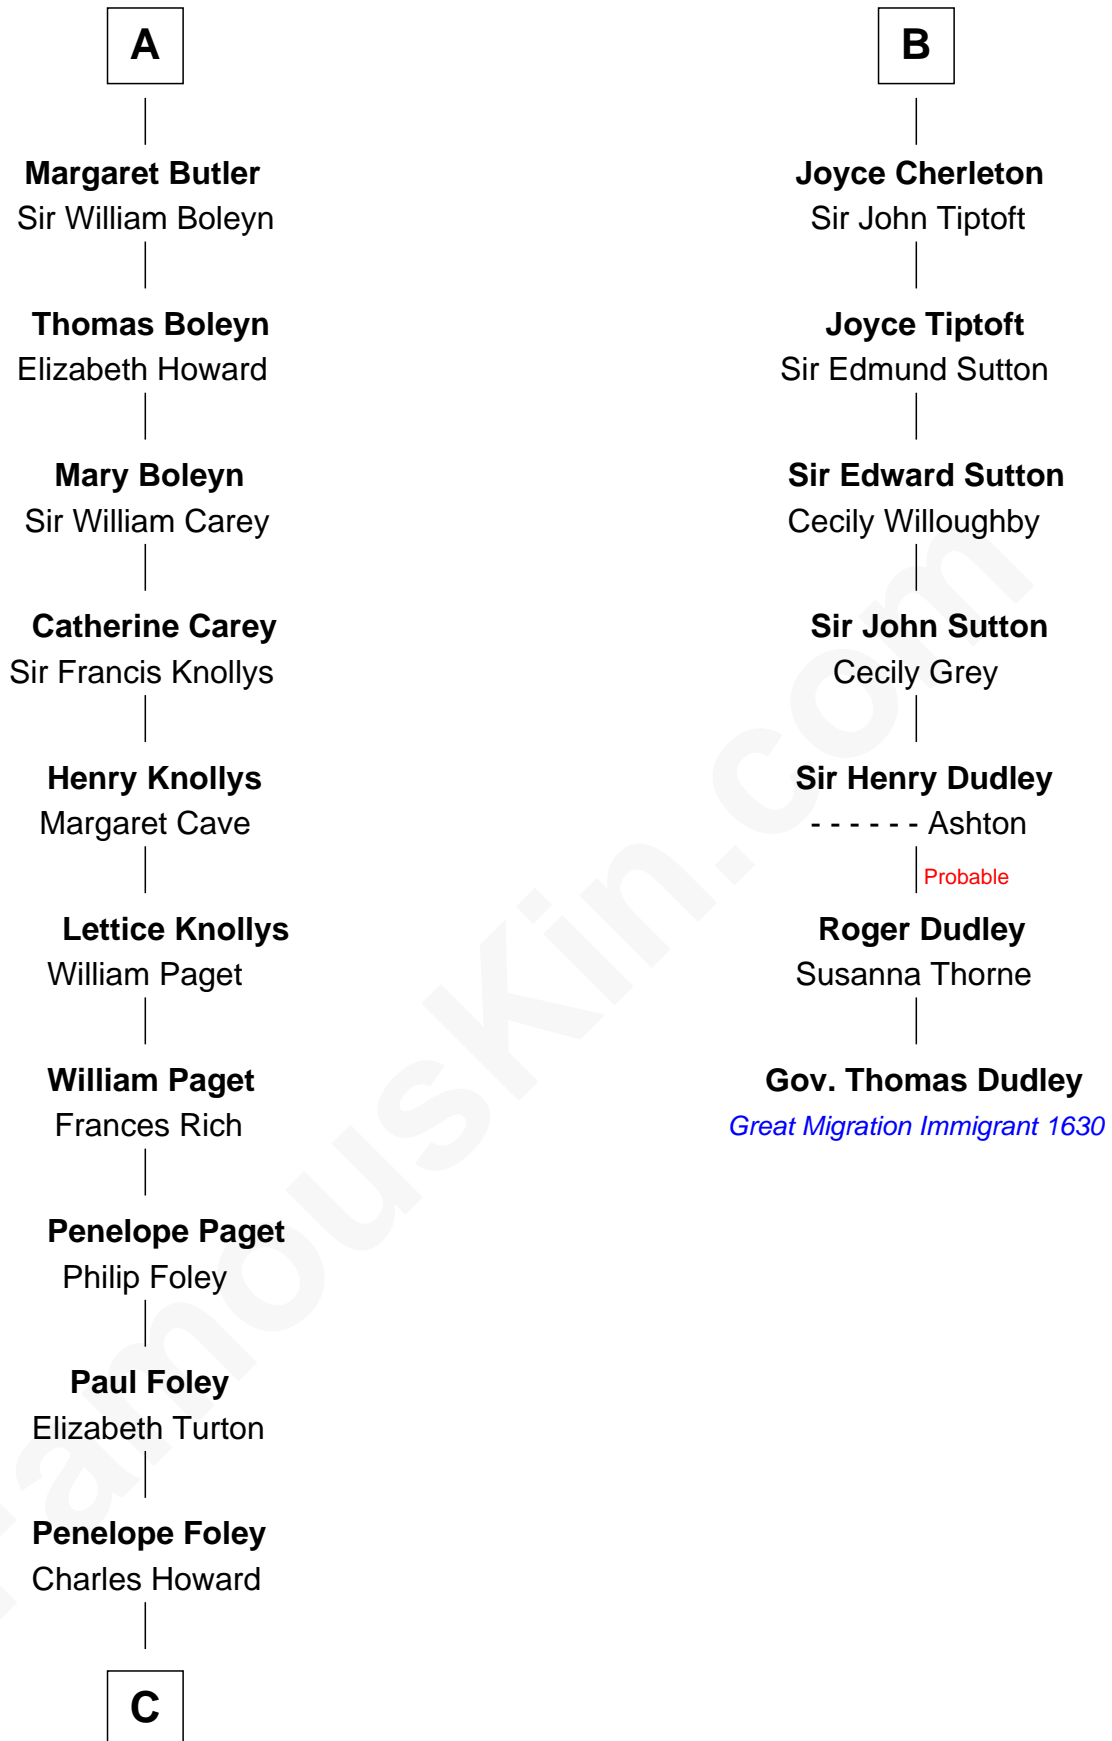 A
Margaret Butler
Sir William Boleyn
Thomas Boleyn
Elizabeth Howard
Mary Boleyn
Sir William Carey
Catherine Carey
Sir Francis Knollys
Henry Knollys
Margaret Cave
Lettice Knollys
William Paget
William Paget
Frances Rich
Penelope Paget
Philip Foley
Paul Foley
Elizabeth Turton
Penelope Foley
Charles Howard
C
B
Joyce Cherleton
Sir John Tiptoft
Joyce Tiptoft
Sir Edmund Sutton
Sir Edward Sutton
Cecily Willoughby
Sir John Sutton
Cecily Grey
Sir Henry Dudley
- - - - - - Ashton
Probable
Roger Dudley
Susanna Thorne
Gov. Thomas Dudley
Great Migration Immigrant 1630
FamousKin.com